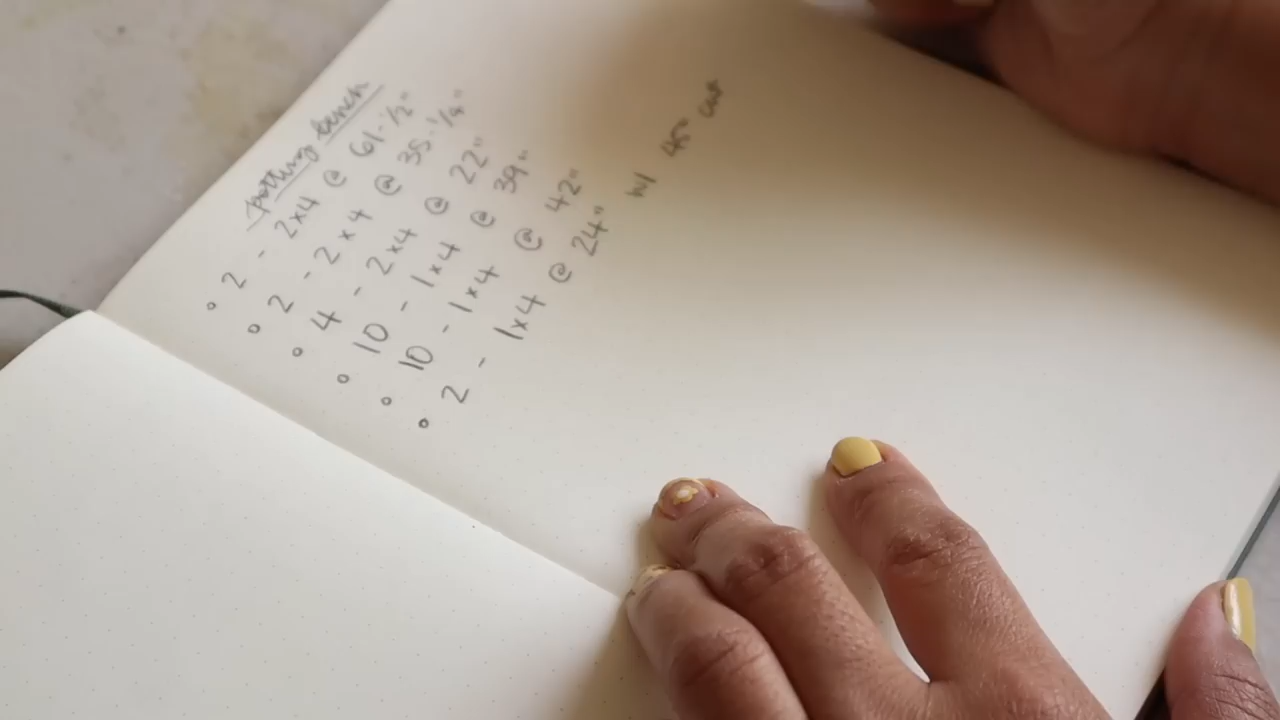 potting bench
2 - 2x4 @ 61-1/2"
2 - 2x4 @ 35-1/4"
4 - 2x4 @ 22"
10 - 1x4 @ 39"
10 - 1x4 @ 42"
2 - 1x4 @ 24" w/ 45° cut